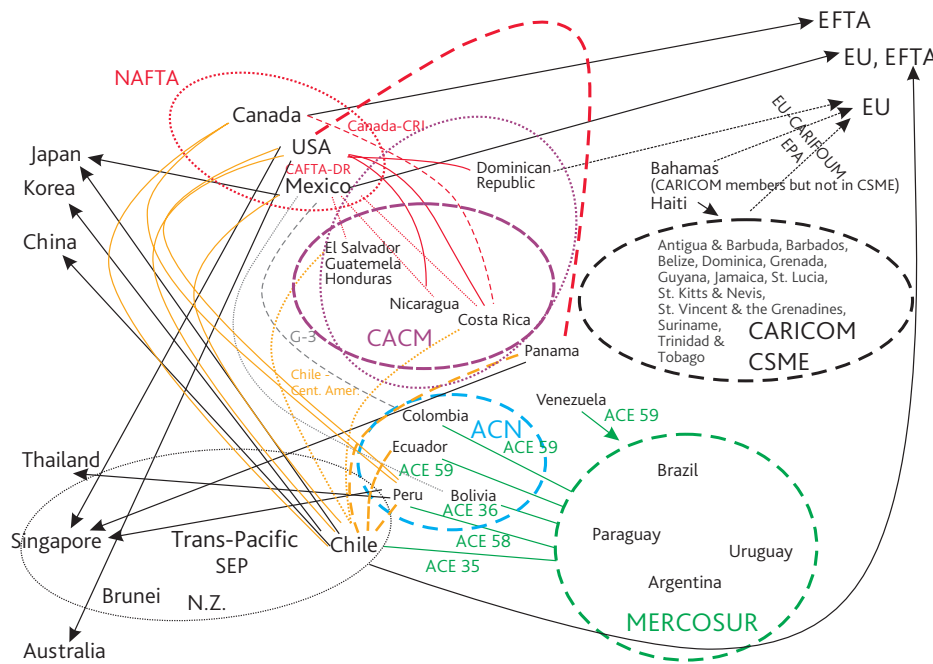 EFTA
EU, EFTA
NAFTA
EU
Canada
Canada-CRI
EU-CARIFOUM
EPA
USA
Japan
CAFTA-DR
Dominican
Republic
Bahamas
(CARICOM members but not in CSME)
Haiti
Korea
Mexico
China
El Salvador
Guatemela
Honduras
Antigua & Barbuda, Barbados,
Belize, Dominica, Grenada,
Guyana, Jamaica, St. Lucia,
St. Kitts & Nevis,
St. Vincent & the Grenadines,
Suriname,
Trinidad &
Tobago
CARICOM
CSME
Nicaragua
Costa Rica
G-3
CACM
Panama
Chile
Cent. Amer.
Venezuela
ACE 59
Colombia
ACN
Ecuador
ACE 59
ACE 59
Thailand
Peru
Bolivia
ACE 36
Brazil
Singapore
Trans-Pacific
SEP
Chile
ACE 58
ACE 35
Paraguay
Uruguay
Argentina
Brunei
N.Z.
MERCOSUR
Australia